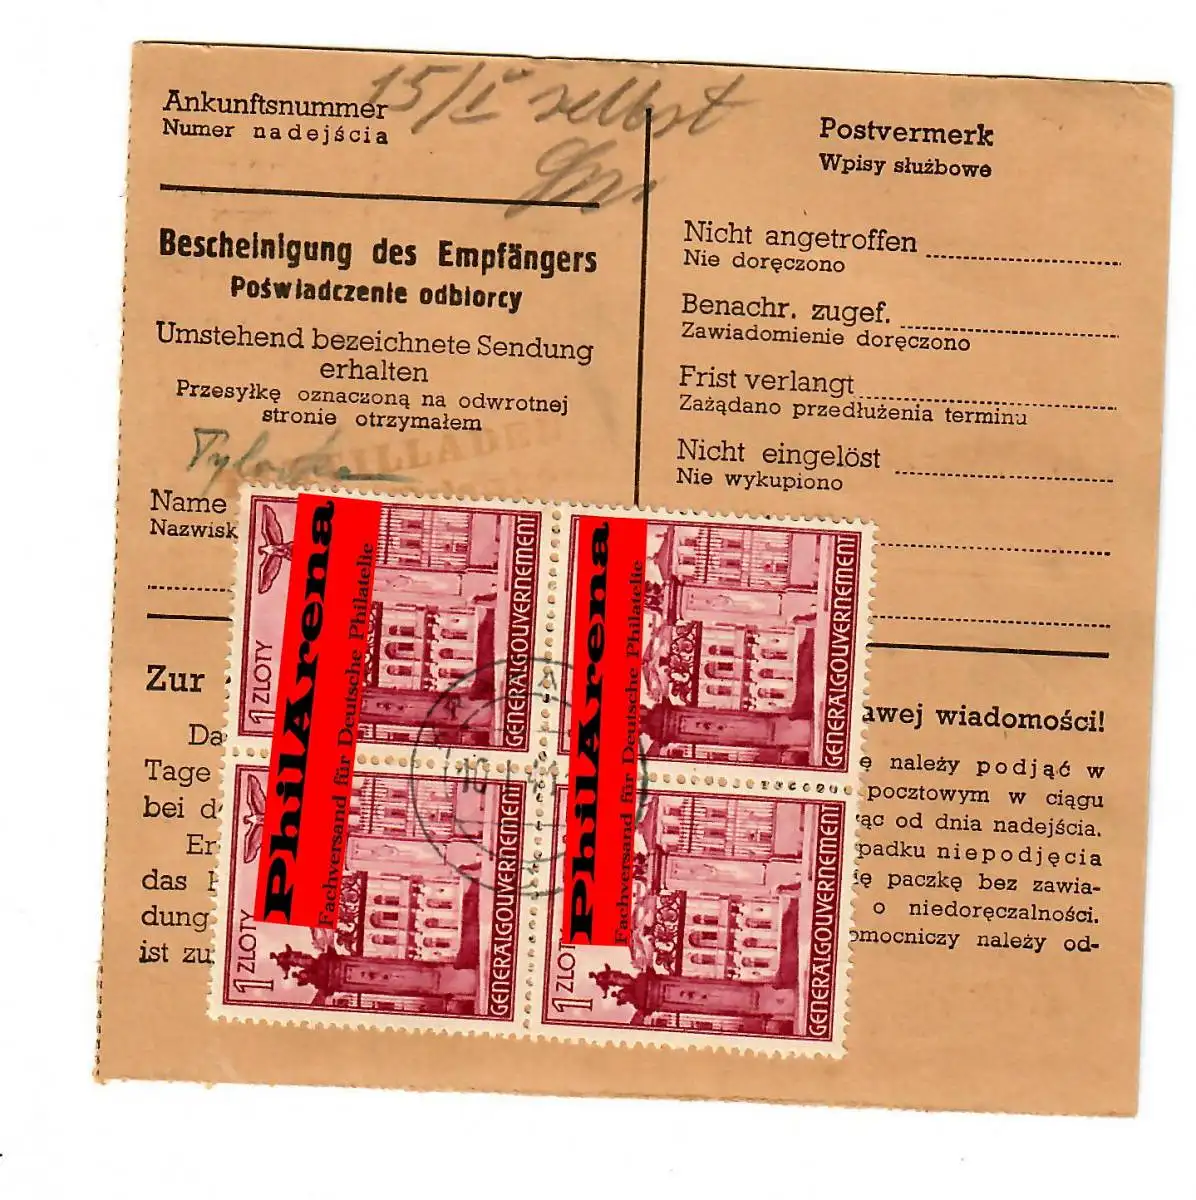 15/I selbst
Ankunftsnummer
Numer nadejścia
Bescheinigung des Empfängers
Poświadczenie odbiorcy
Umstehend bezeichnete Sendung
erhalten
Przesyłkę oznaczoną na odwrotnej
stronie otrzymałem
Name
Nazwisk
Postvermerk
Wpisy służbowe
Nicht angetroffen
Nie doręczono
Benachr. zugef.
Zawiadomienie doręczono
Frist verlangt
Zażądano przedłużenia terminu
Nicht eingelöst
Nie wykupiono
Zur
Da
Tage
bei d
Er
das
dung
ist zu
awej wiadomości!
ę należy podjąć w
pocztowym w ciągu
ąc od dnia nadejścia.
padku niepodjęcia
ię paczkę bez zawia-
o niedoręczalności.
omocniczy należy od-
1 ZLOTY
GENERALGOUVERNEMENT
GENERALGOUVERNEMENT
1 ZLOTY
GENERALGOUVERNEMENT
1 ZLOTY
GENERALGOUVERNEMENT
PhilArena
Fachversand für Deutsche Philatelie
PhilArena
Fachversand für Deutsche Philatelie